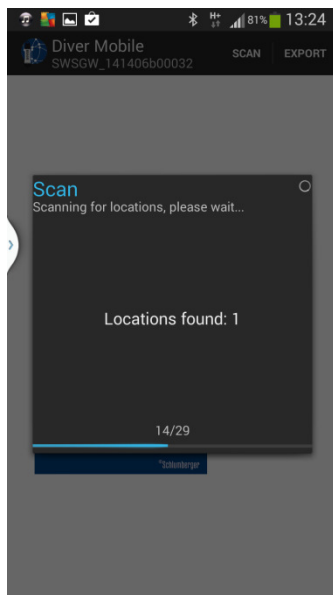 H+ 81% 13:24
Diver Mobile SCAN EXPORT
SWSGW_141406b00032
Scan
Scanning for locations, please wait...
Locations found: 1
14/29
Schlumberger